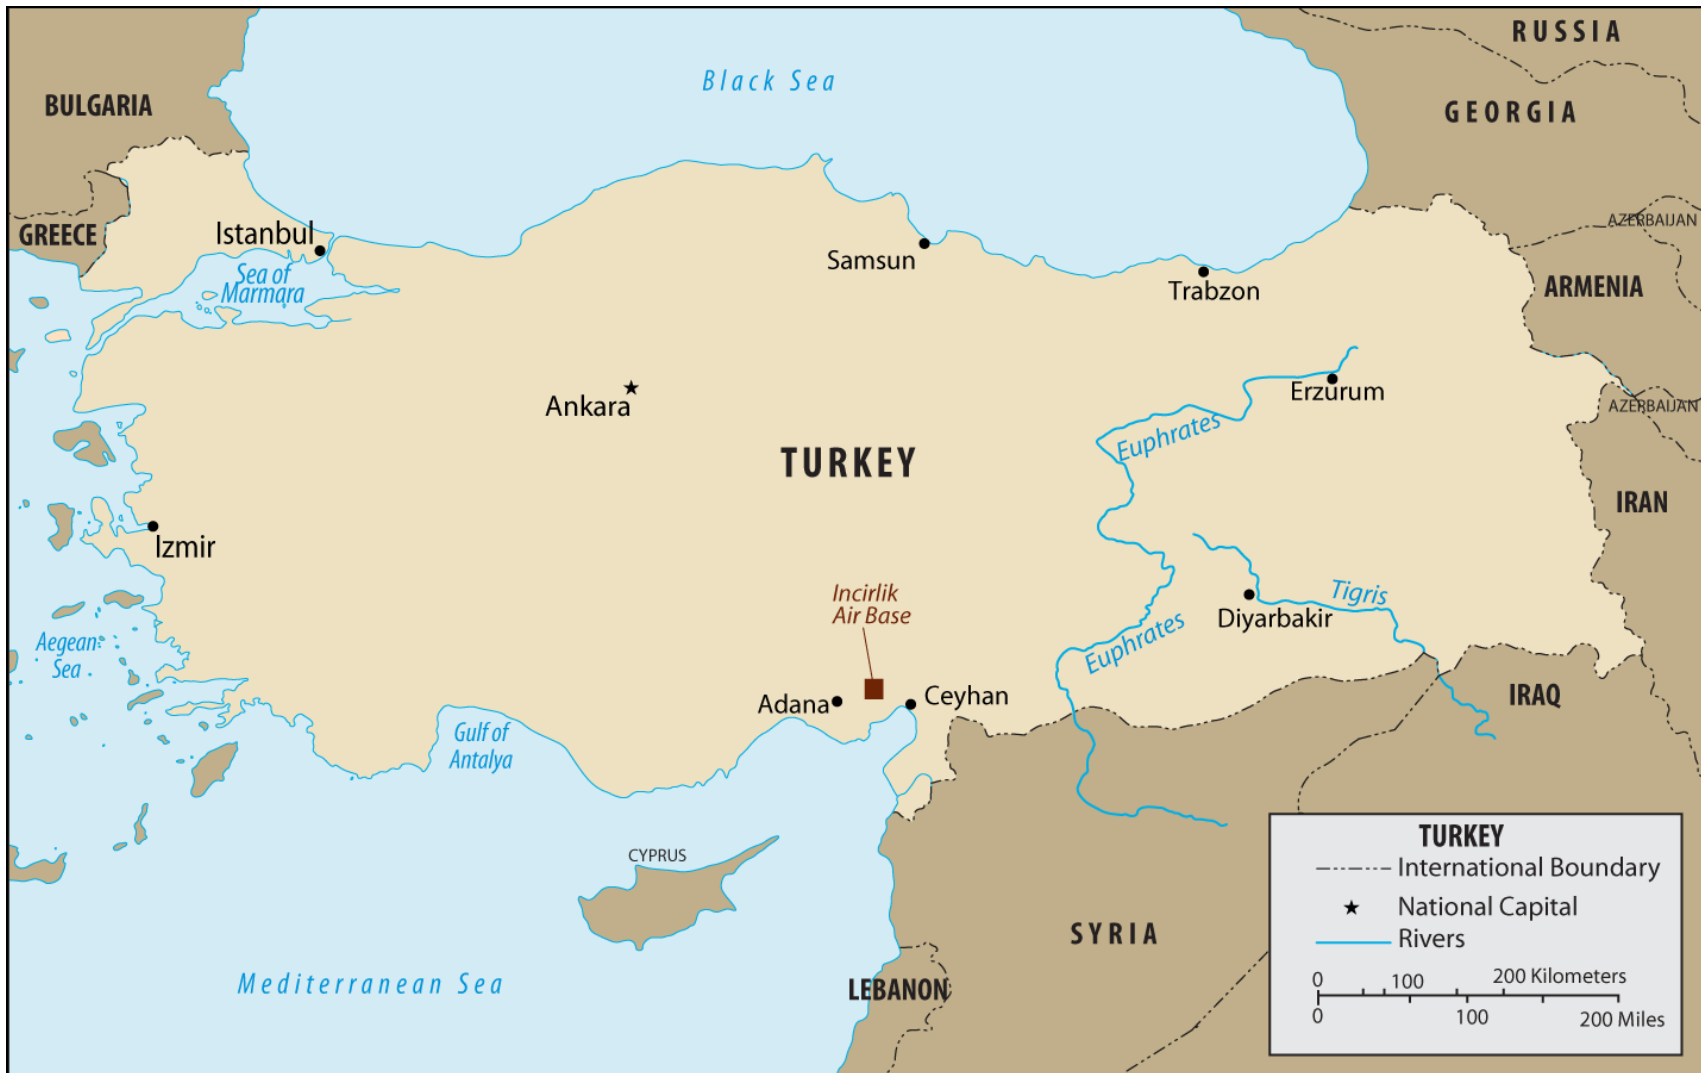 RUSSIA
Black Sea
BULGARIA
GEORGIA
AZERBAIJAN
GREECE
Istanbul
Samsun
Sea of
Marmara
Trabzon
ARMENIA
Ankara
Erzurum
AZERBAIJAN
Euphrates
TURKEY
IRAN
Izmir
Incirlik
Air Base
Tigris
Diyarbakir
Euphrates
Aegean
Sea
Adana
Ceyhan
IRAQ
Gulf of
Antalya
CYPRUS
SYRIA
Mediterranean Sea
LEBANON
TURKEY
International Boundary
National Capital
Rivers
0 100 200 Kilometers
0 100 200 Miles